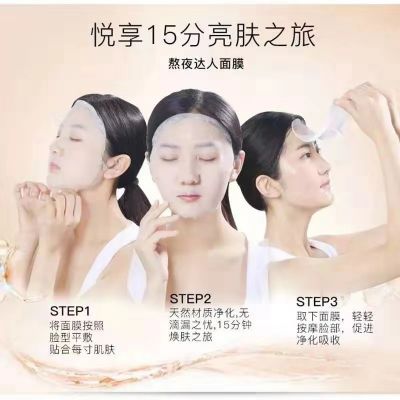 悦享15分亮肤之旅
熬夜达人面膜
STEP1
将面膜按照
脸型平敷
贴合每寸肌肤
STEP2
天然材质净化,无
滴漏之忧,15分钟
焕肤之旅
STEP3
取下面膜，轻轻
按摩脸部，促进
净化吸收